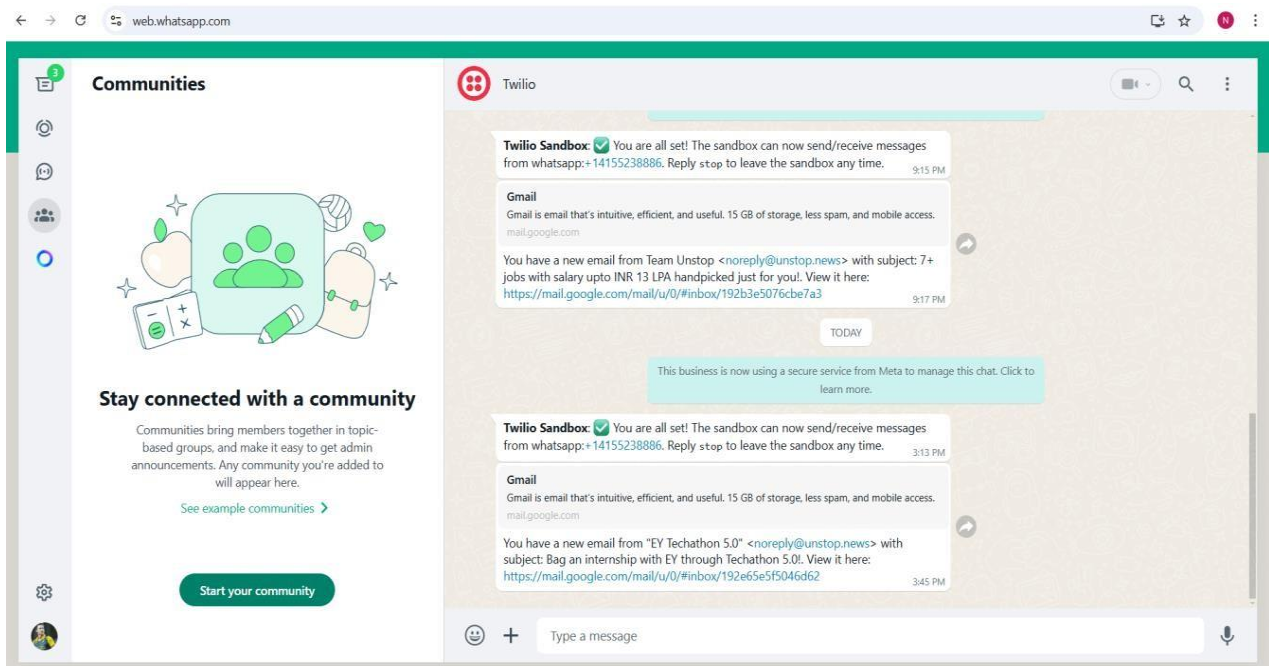 web.whatsapp.com
N
3
Communities
Stay connected with a community
Communities bring members together in topic-
based groups, and make it easy to get admin
announcements. Any community you're added to
will appear here.
See example communities
Start your community
Twilio
Twilio Sandbox: ✅ You are all set! The sandbox can now send/receive messages
from whatsapp:+14155238886. Reply stop to leave the sandbox any time.
9:15 PM
Gmail
Gmail is email that's intuitive, efficient, and useful. 15 GB of storage, less spam, and mobile access.
mail.google.com
You have a new email from Team Unstop <noreply@unstop.news> with subject: 7+
jobs with salary upto INR 13 LPA handpicked just for you!. View it here:
https://mail.google.com/mail/u/0/#inbox/192b3e5076cbe7a3
9:17 PM
TODAY
This business is now using a secure service from Meta to manage this chat. Click to
learn more.
Twilio Sandbox: ✅ You are all set! The sandbox can now send/receive messages
from whatsapp:+14155238886. Reply stop to leave the sandbox any time.
3:13 PM
Gmail
Gmail is email that's intuitive, efficient, and useful. 15 GB of storage, less spam, and mobile access.
mail.google.com
You have a new email from "EY Techathon 5.0" <noreply@unstop.news> with
subject: Bag an internship with EY through Techathon 5.0!. View it here:
https://mail.google.com/mail/u/0/#inbox/192e65e5f5046d62
3:45 PM
Type a message